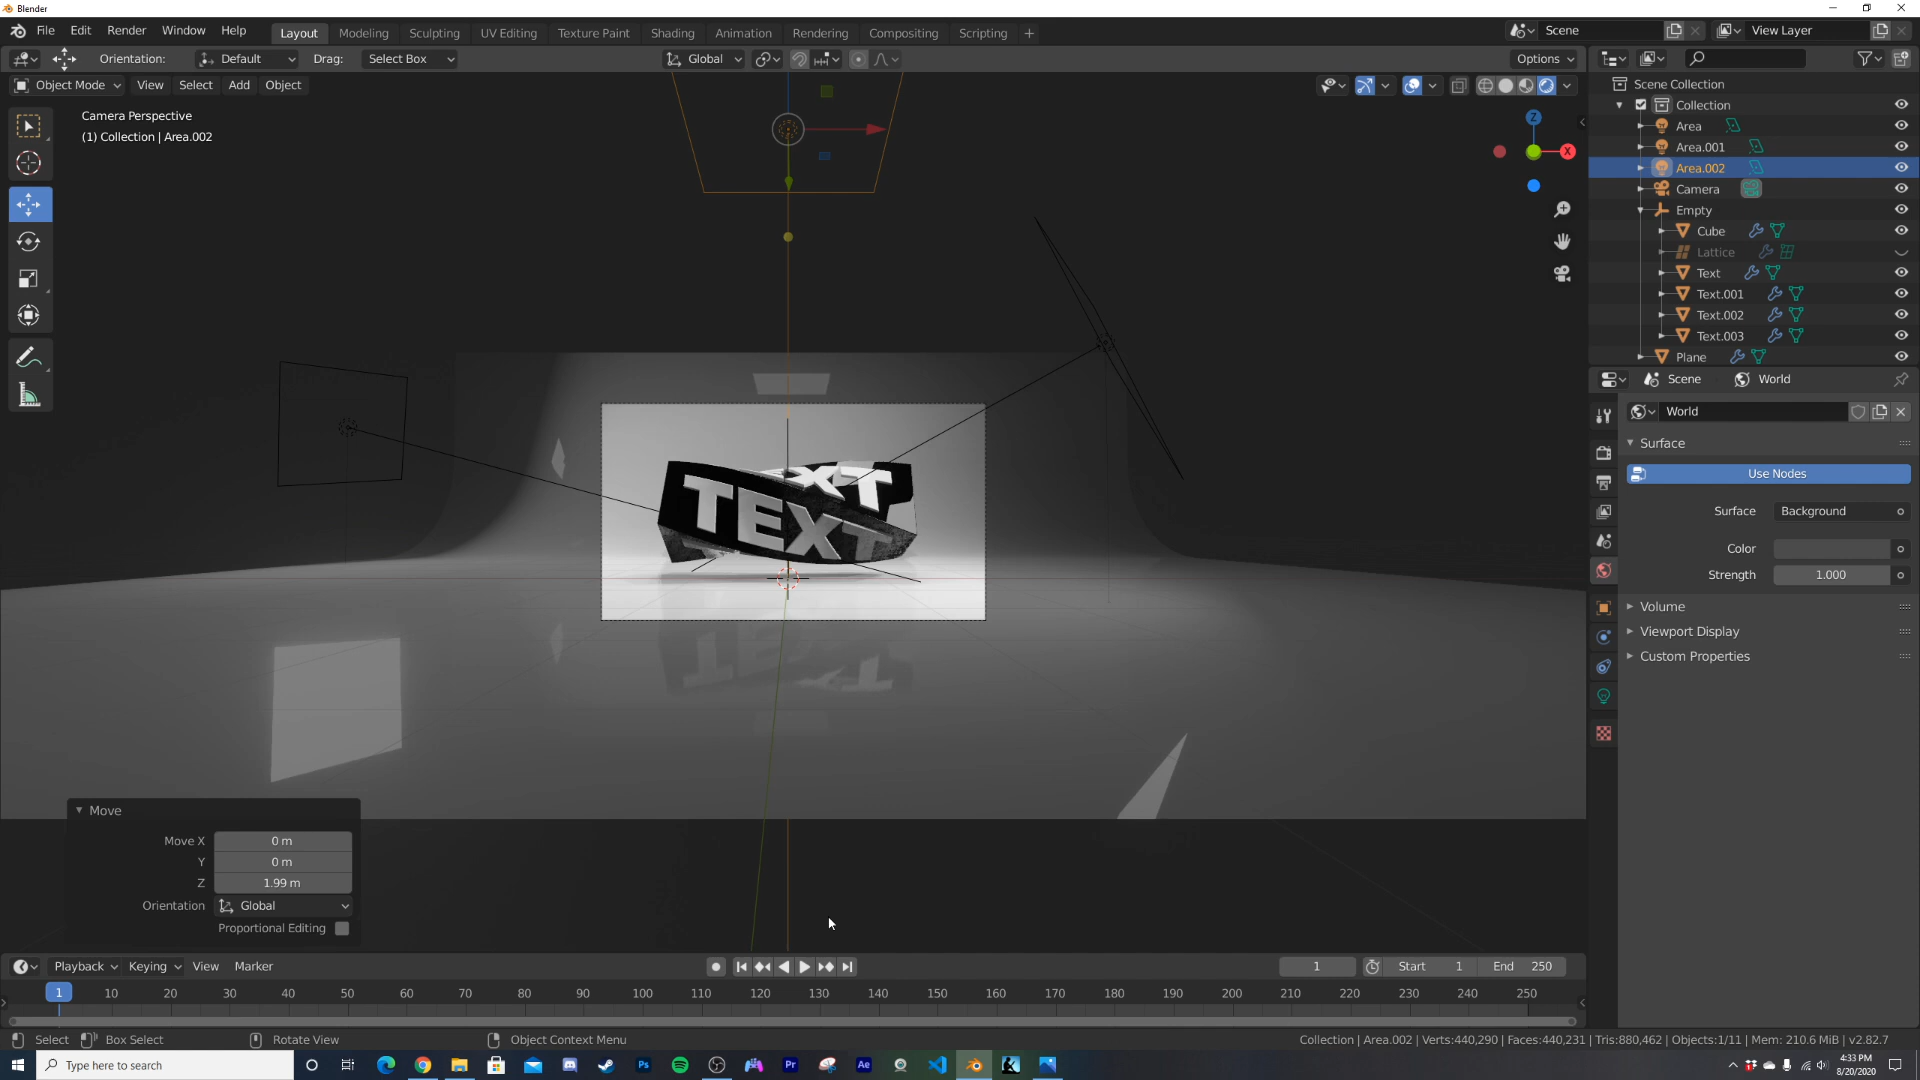 Blender
File Edit Render Window Help Layout Modeling Sculpting UV Editing Texture Paint Shading Animation Rendering Compositing Scripting + Scene View Layer
Orientation: Default Drag: Select Box Global Options
Object Mode View Select Add Object
Camera Perspective
(1) Collection | Area.002
Z
X
TEXT
EXT
Scene Collection
Collection
Area
Area.001
Area.002
Camera
Empty
Cube
Lattice
Text
Text.001
Text.002
Text.003
Plane
Scene World
World
Surface
Use Nodes
Surface Background
Color
Strength 1.000
Volume
Viewport Display
Custom Properties
Move
Move X 0 m
Y 0 m
Z 1.99 m
Orientation Global
Proportional Editing
Playback Keying View Marker 1 Start 1 End 250
1 10 20 30 40 50 60 70 80 90 100 110 120 130 140 150 160 170 180 190 200 210 220 230 240 250
Select Box Select Rotate View Object Context Menu Collection | Area.002 | Verts:440,290 | Faces:440,231 | Tris:880,462 | Objects:1/11 | Mem: 210.6 MiB | v2.82.7
Type here to search Ps Pr Ae 4:33 PM
8/20/2020